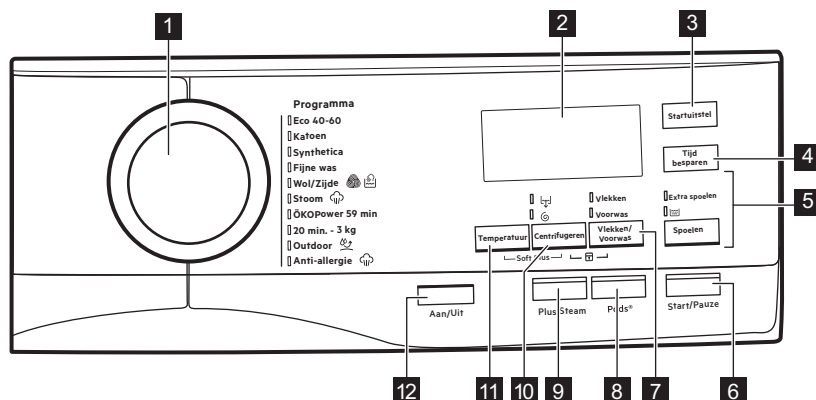 1
2
3
Programma
Eco 40-60
Katoen
Synthetica
Fijne was
Wol/Zijde
Stoom
ÖKOPower 59 min
20 min. - 3 kg
Outdoor
Anti-allergie
Startuitstel
Tijd
besparen
4
Vlekken
Voorwas
Extra spoelen
5
Temperatuur
Centrifugeren
Vlekken/
Voorwas
Spoelen
Soft Plus
Aan/Uit
Plus Steam
Pods®
Start/Pauze
12
11
10
9
8
7
6